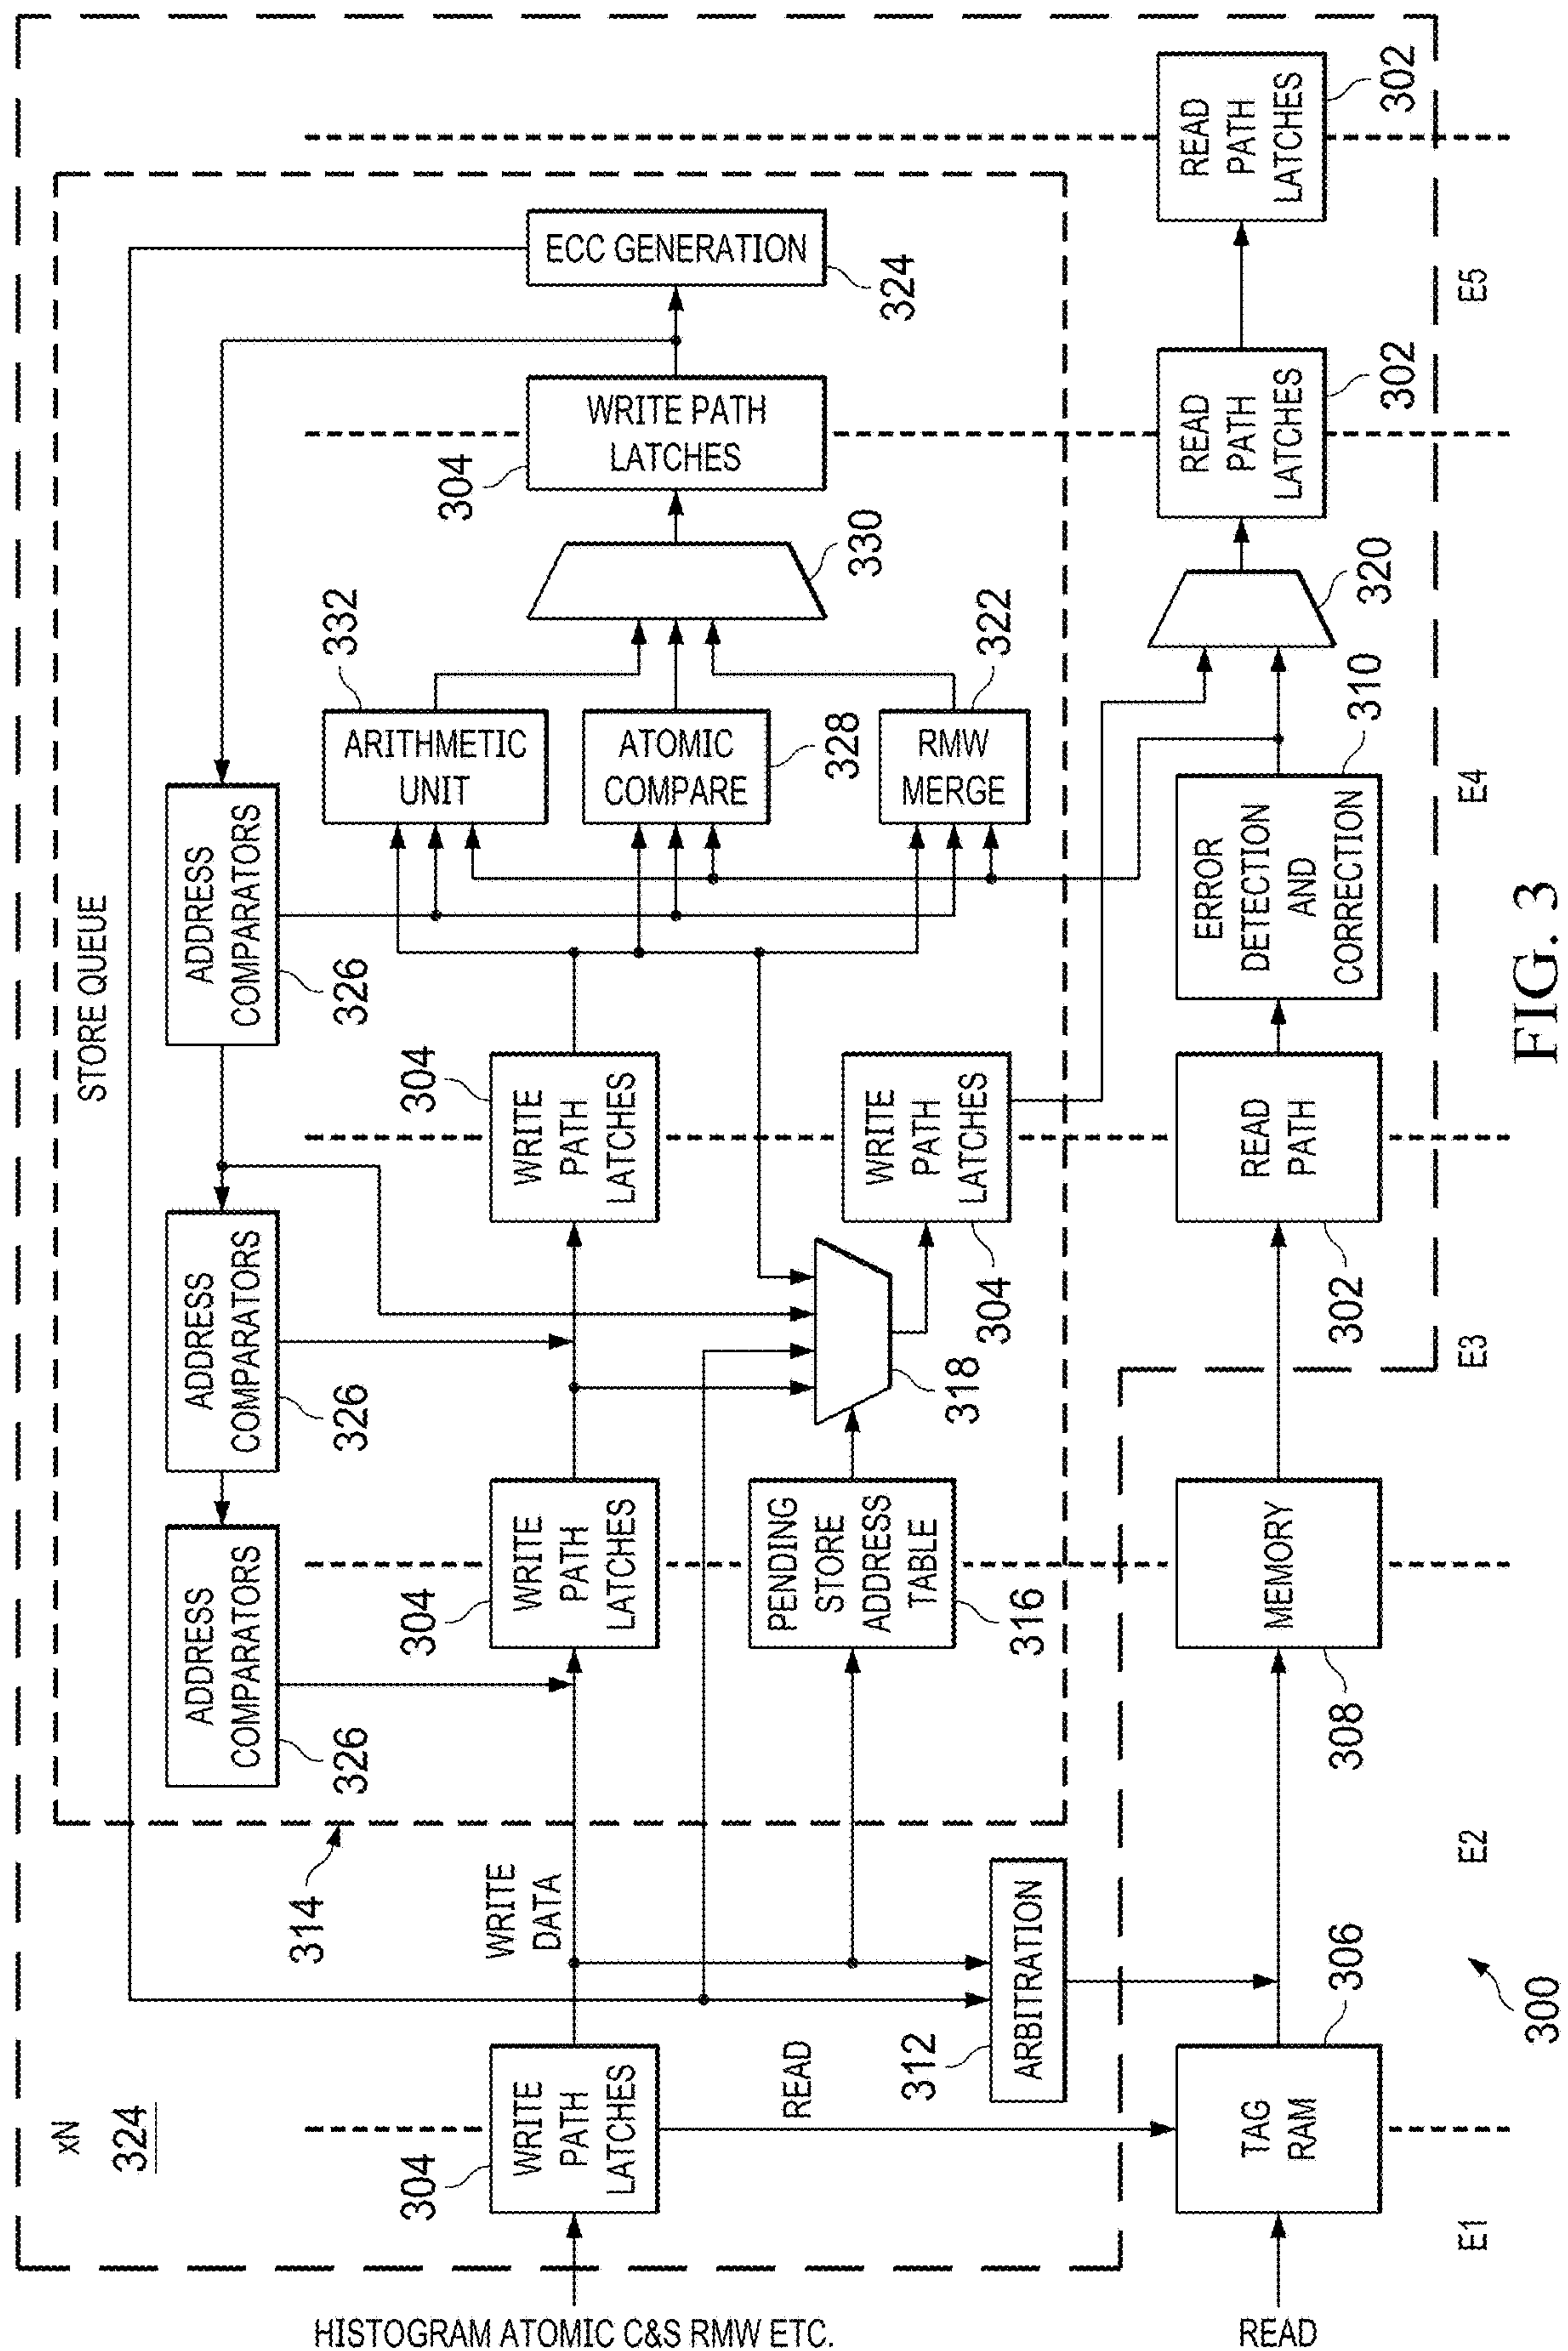 STORE QUEUE
xN
324
314
ADDRESS
COMPARATORS
326
ADDRESS
COMPARATORS
326
ADDRESS
COMPARATORS
326
ECC GENERATION
324
HISTOGRAM ATOMIC C&S RMW ETC.
WRITE
PATH
LATCHES
304
WRITE
DATA
WRITE
PATH
LATCHES
304
WRITE
PATH
LATCHES
304
ARITHMETIC
UNIT
332
ATOMIC
COMPARE
328
RMW
MERGE
322
330
WRITE PATH
LATCHES
304
READ
312
ARBITRATION
PENDING
STORE
ADDRESS
TABLE
316
318
WRITE
PATH
LATCHES
304
READ
TAG
RAM
306
MEMORY
308
READ
PATH
302
ERROR
DETECTION
AND
CORRECTION
310
320
READ
PATH
LATCHES
302
READ
PATH
LATCHES
302
E1
E2
E3
E4
E5
300
FIG. 3